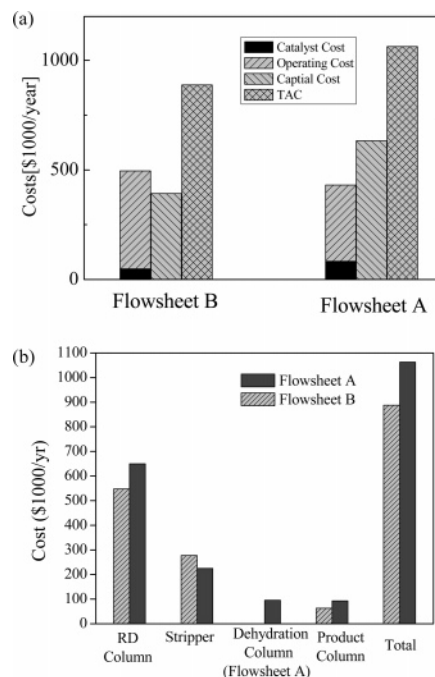 (a)
1000
500
0
Costs[$1000/year]
Catalyst Cost
Operating Cost
Captial Cost
TAC
Flowsheet B
Flowsheet A
(b)
1100
1000
900
800
700
600
500
400
300
200
100
0
Cost ($1000/yr)
Flowsheet A
Flowsheet B
RD
Column
Stripper
Dehydration
Column
(Flowsheet A)
Product
Column
Total